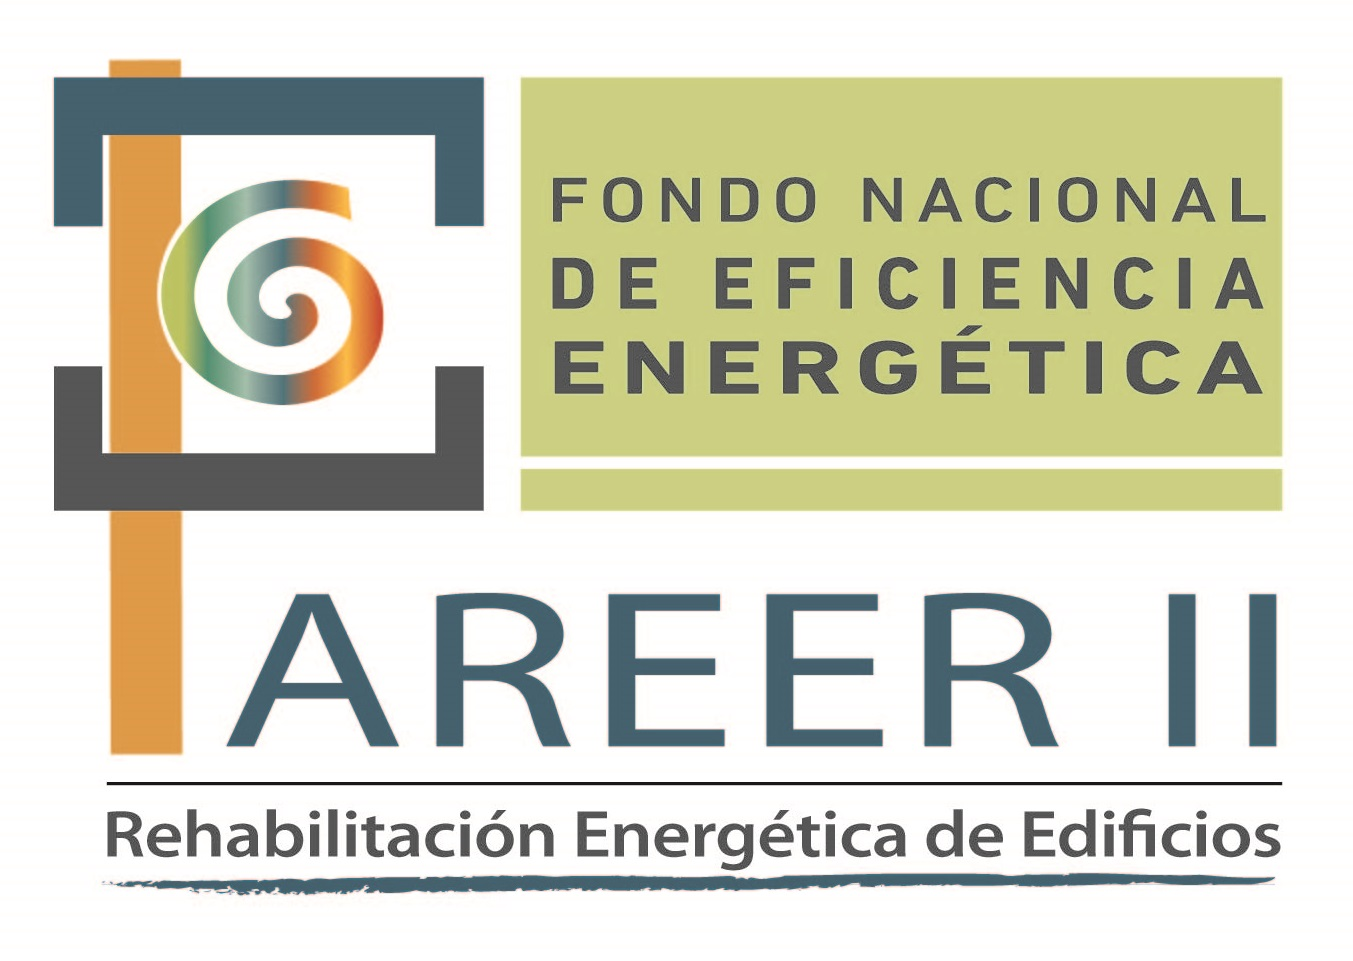 FONDO NACIONAL
DE EFICIENCIA
ENERGÉTICA
PAREER II
Rehabilitación Energética de Edificios